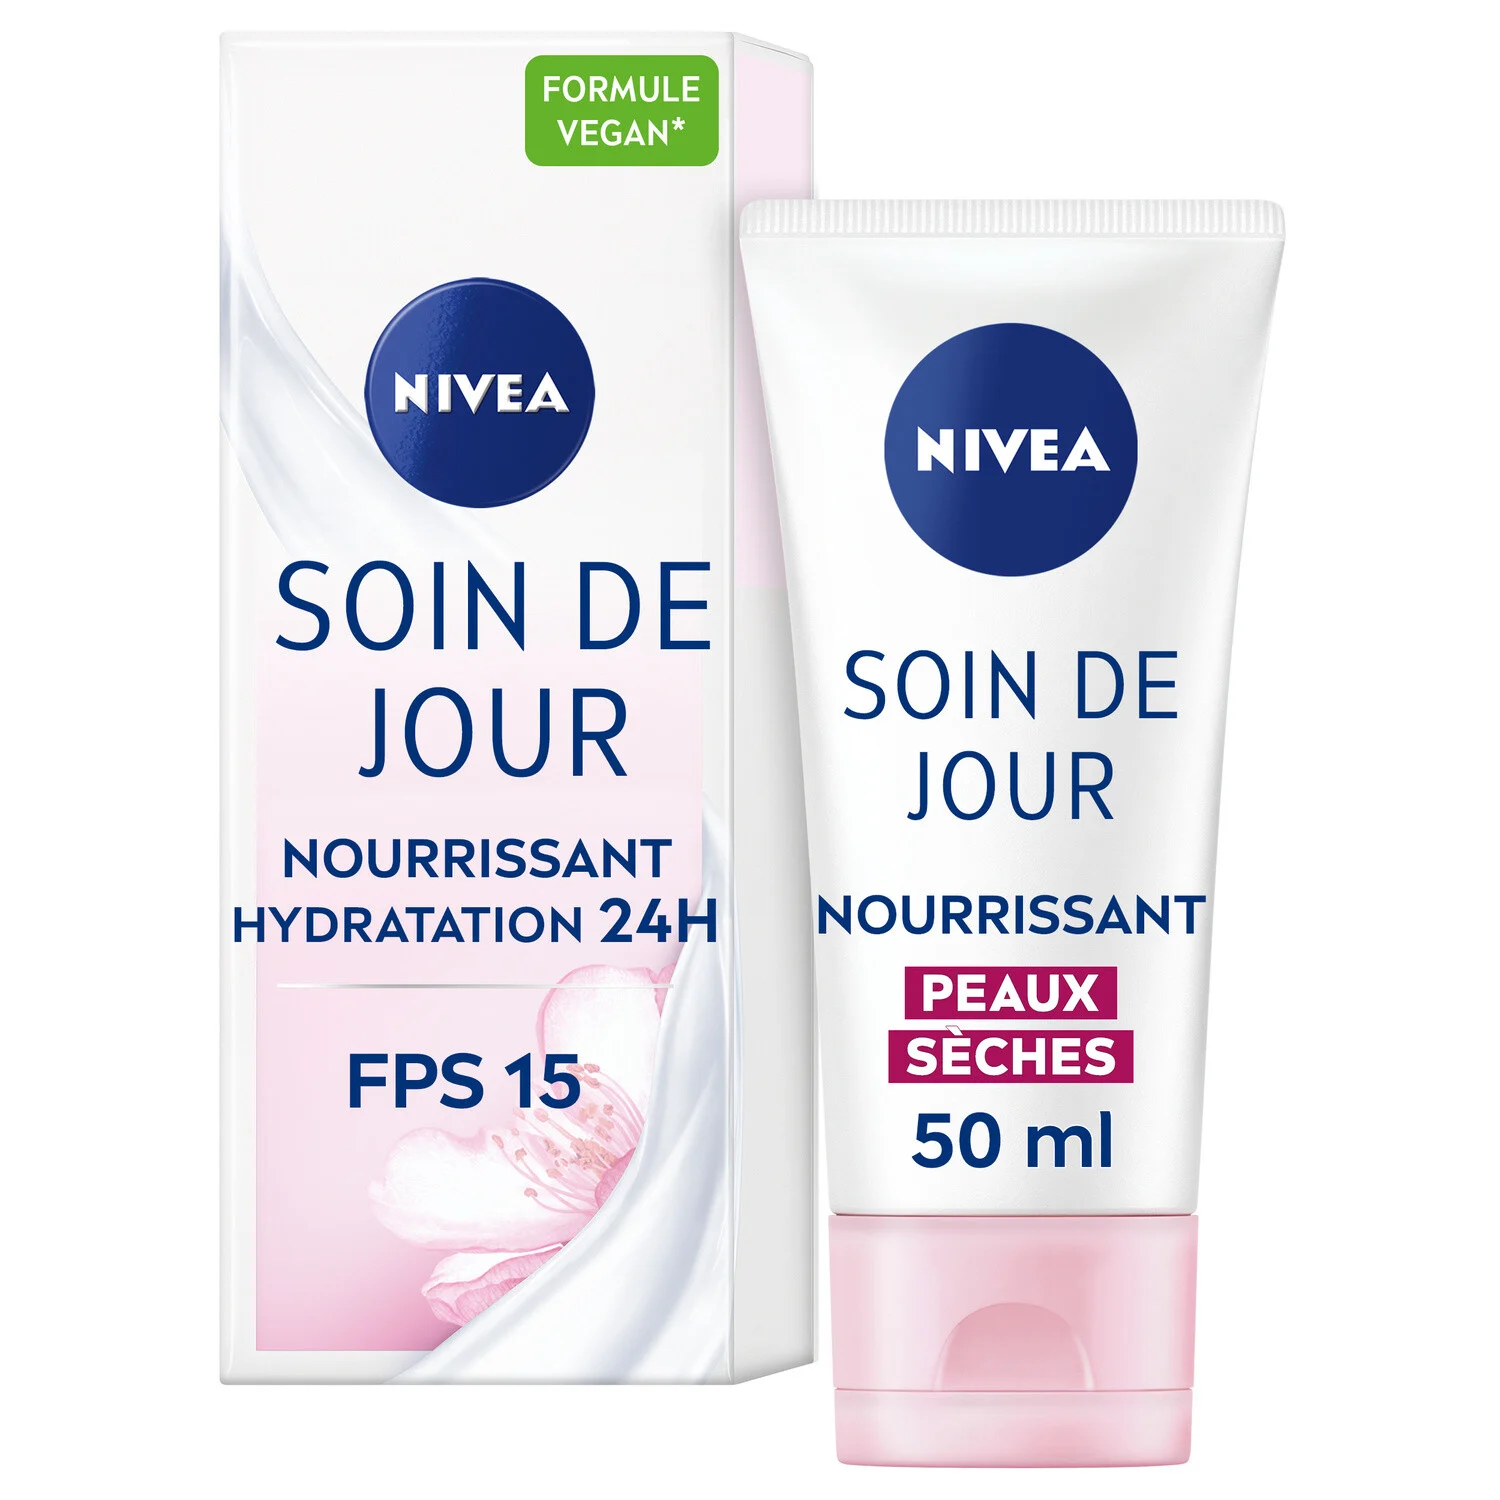 FORMULE
VEGAN*
NIVEA
SOIN DE
JOUR
NOURRISSANT
HYDRATATION 24H
FPS 15
NIVEA
SOIN DE
JOUR
NOURRISSANT
PEAUX
SÈCHES
50 ml